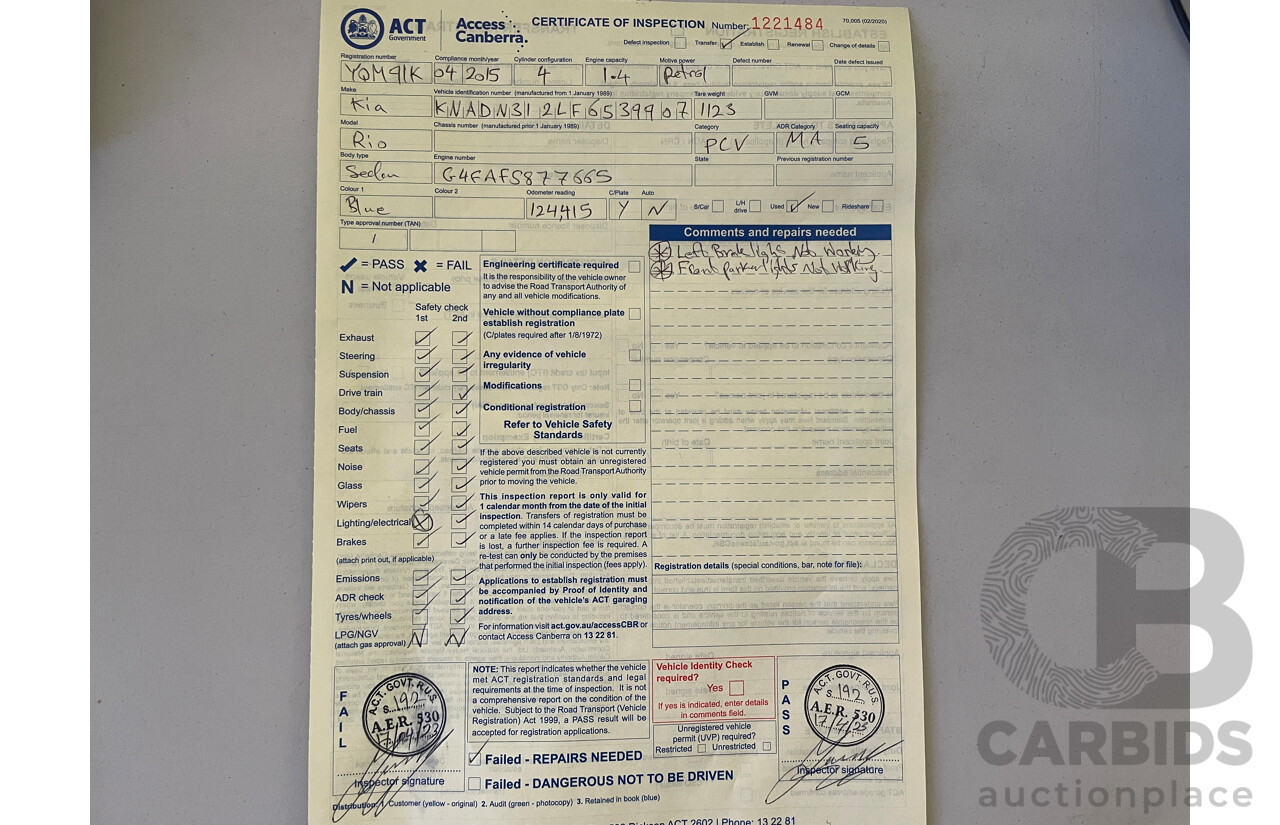 ACT
Government
Access
Canberra.
CERTIFICATE OF INSPECTION Number: 1221484 70,005 (02/2020)
Defect inspection Transfer Establish Renewal Change of details
Registration number Compliance month/year Cylinder configuration Engine capacity Motive power Defect number Date defect issued
YQM91K 04 2015 4 1.4 Petrol
Make Vehicle identification number (manufactured from 1 January 1989) Tare weight GVM GCM
Kia KNADN312LF6539907 1123
Model Chassis number (manufactured prior 1 January 1989) Category ADR Category Seating capacity
Rio PCV MA 5
Body type Engine number State Previous registration number
Sedan G4FAFS877665
Colour 1 Colour 2 Odometer reading C/Plate Auto
Blue 124,415 Y N
S/Car L/H drive Used New Rideshare
Type approval number (TAN)
/
Comments and repairs needed
Left Brakelights Not Working.
Front parkerlights Not Working.
= PASS = FAIL
N = Not applicable
Safety check
1st 2nd
Exhaust
Steering
Suspension
Drive train
Body/chassis
Fuel
Seats
Noise
Glass
Wipers
Lighting/electrical
Brakes
(attach print out, if applicable)
Emissions
ADR check
Tyres/wheels
LPG/NGV N N
(attach gas approval)
Engineering certificate required
It is the responsibility of the vehicle owner
to advise the Road Transport Authority of
any and all vehicle modifications.
Vehicle without compliance plate
establish registration
(C/plates required after 1/8/1972)
Any evidence of vehicle
irregularity
Modifications
Conditional registration
Refer to Vehicle Safety
Standards
If the above described vehicle is not currently
registered you must obtain an unregistered
vehicle permit from the Road Transport Authority
prior to moving the vehicle.
This inspection report is only valid for
1 calendar month from the date of the initial
inspection. Transfers of registration must be
completed within 14 calendar days of purchase
or a late fee applies. If the inspection report
is lost, a further inspection fee is required. A
re-test can only be conducted by the premises
that performed the initial inspection (fees apply).
Applications to establish registration must
be accompanied by Proof of Identity and
notification of the vehicle's ACT garaging
address.
For information visit act.gov.au/accessCBR or
contact Access Canberra on 13 22 81.
Registration details (special conditions, bar, note for file):
FAIL
A.C.T. GOVT. R.U.S.
S. 192
A.E.R. 530
17/04/23
Inspector signature
NOTE: This report indicates whether the vehicle
met ACT registration standards and legal
requirements at the time of inspection. It is not
a comprehensive report on the condition of the
vehicle. Subject to the Road Transport (Vehicle
Registration) Act 1999, a PASS result will be
accepted for registration applications.
Failed - REPAIRS NEEDED
Failed - DANGEROUS NOT TO BE DRIVEN
Vehicle Identity Check
required?
Yes
If yes is indicated, enter details
in comments field.
Unregistered vehicle
permit (UVP) required?
Restricted Unrestricted
PASS
A.C.T. GOVT. R.U.S.
S. 192
A.E.R. 530
17/4/23
Inspector signature
Distribution: 1. Customer (yellow - original) 2. Audit (green - photocopy) 3. Retained in book (blue)
Dickson ACT 2602 | Phone: 13 22 81
CB
CARBIDS
auctionplace